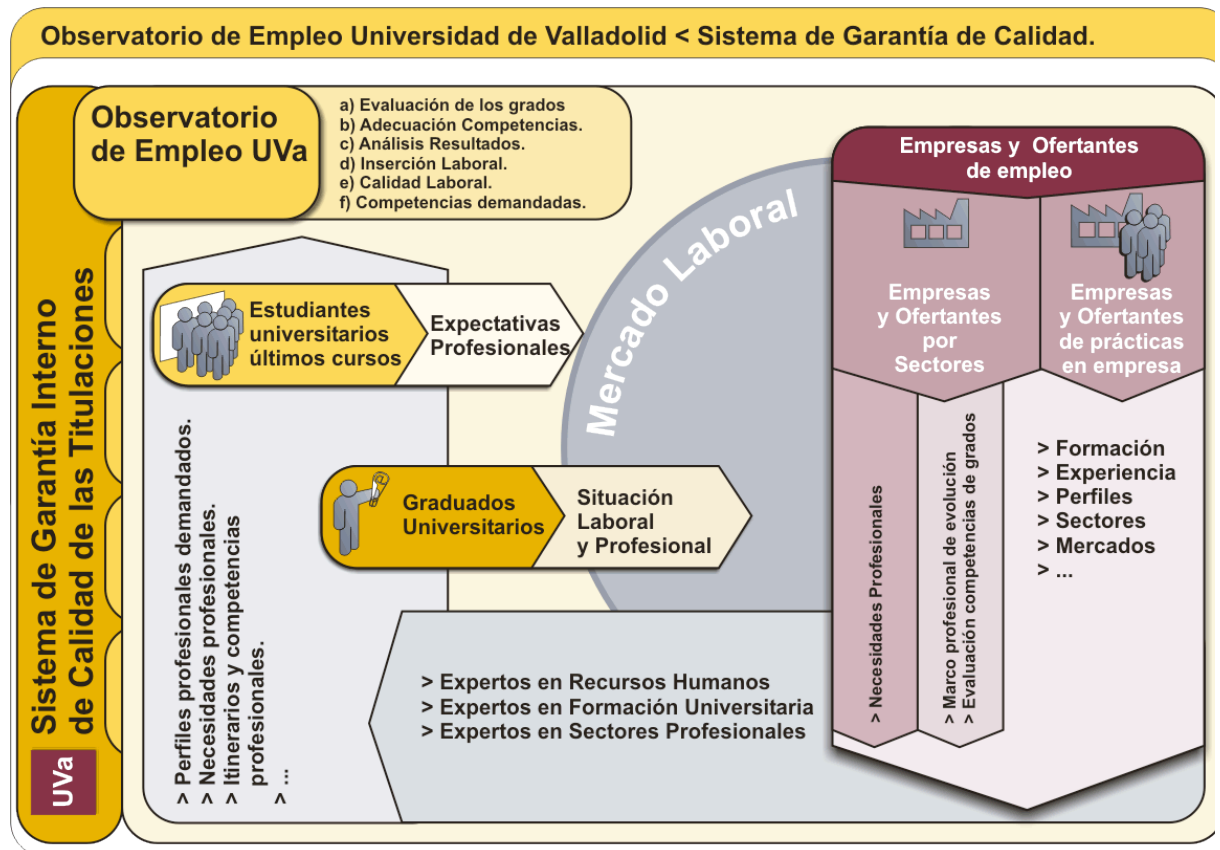 Observatorio de Empleo Universidad de Valladolid < Sistema de Garantía de Calidad.
Sistema de Garantía Interno
de Calidad de las Titulaciones
UVa
Observatorio
de Empleo UVa
a) Evaluación de los grados
b) Adecuación Competencias.
c) Análisis Resultados.
d) Inserción Laboral.
e) Calidad Laboral.
f) Competencias demandadas.
Estudiantes
universitarios
últimos cursos
Expectativas
Profesionales
Graduados
Universitarios
Situación
Laboral
y Profesional
> Perfiles profesionales demandados.
> Necesidades profesionales.
> Itinerarios y competencias
profesionales.
> ...
Mercado Laboral
> Expertos en Recursos Humanos
> Expertos en Formación Universitaria
> Expertos en Sectores Profesionales
Empresas y Ofertantes
de empleo
Empresas
y Ofertantes
por
Sectores
Empresas
y Ofertantes
de prácticas
en empresa
> Necesidades Profesionales
> Marco profesional de evolución
> Evaluación competencias de grados
> Formación
> Experiencia
> Perfiles
> Sectores
> Mercados
> ...